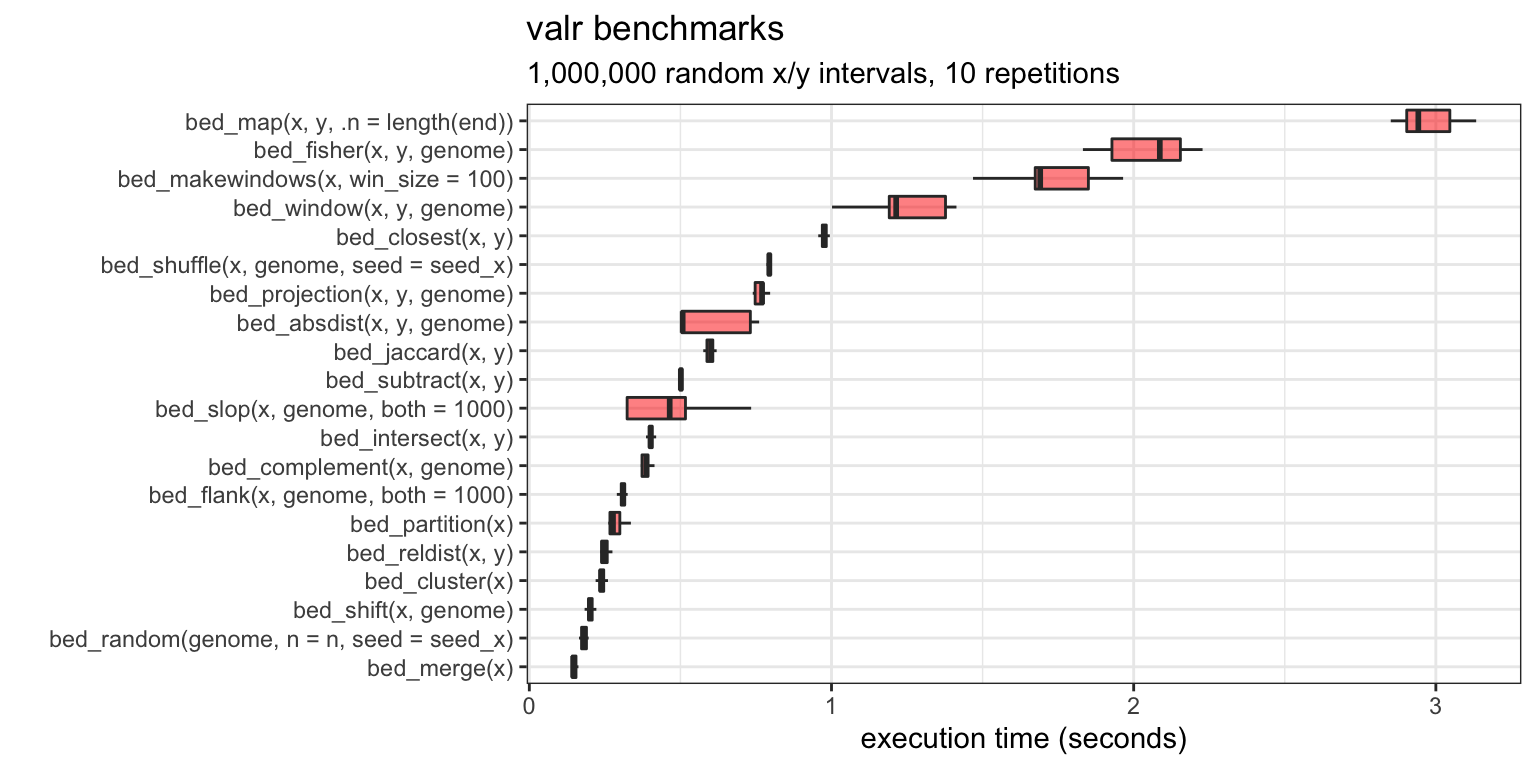 valr benchmarks
1,000,000 random x/y intervals, 10 repetitions
bed_map(x, y, .n = length(end))
bed_fisher(x, y, genome)
bed_makewindows(x, win_size = 100)
bed_window(x, y, genome)
bed_closest(x, y)
bed_shuffle(x, genome, seed = seed_x)
bed_projection(x, y, genome)
bed_absdist(x, y, genome)
bed_jaccard(x, y)
bed_subtract(x, y)
bed_slop(x, genome, both = 1000)
bed_intersect(x, y)
bed_complement(x, genome)
bed_flank(x, genome, both = 1000)
bed_partition(x)
bed_reldist(x, y)
bed_cluster(x)
bed_shift(x, genome)
bed_random(genome, n = n, seed = seed_x)
bed_merge(x)
0 1 2 3
execution time (seconds)